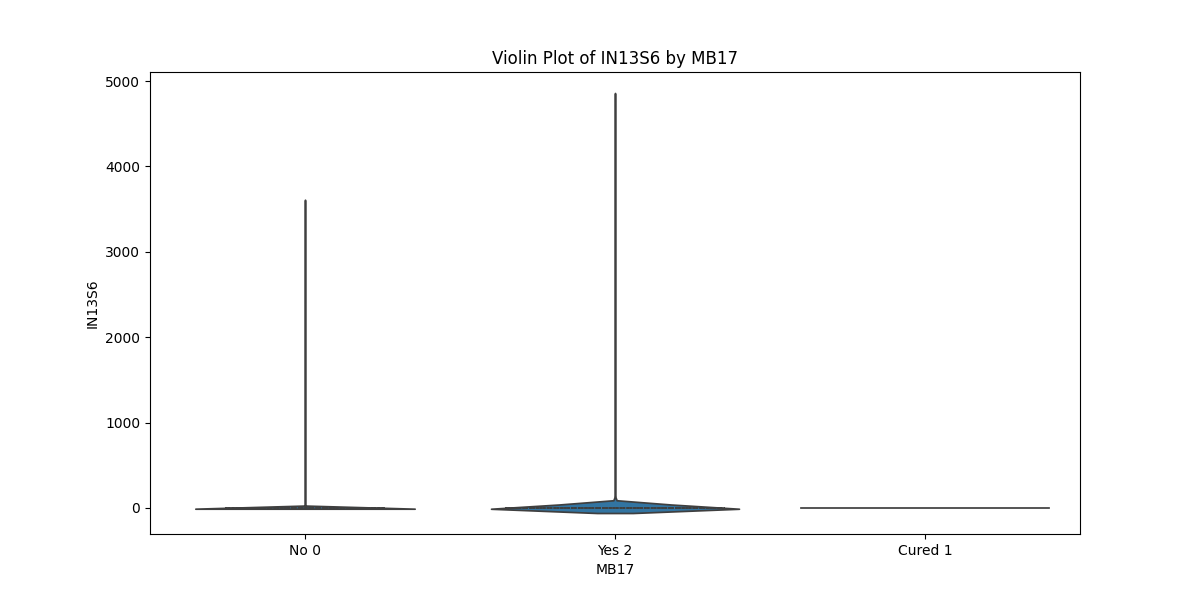 Violin Plot of IN13S6 by MB17
5000
4000
3000
2000
1000
0
IN13S6
No 0
Yes 2
Cured 1
MB17